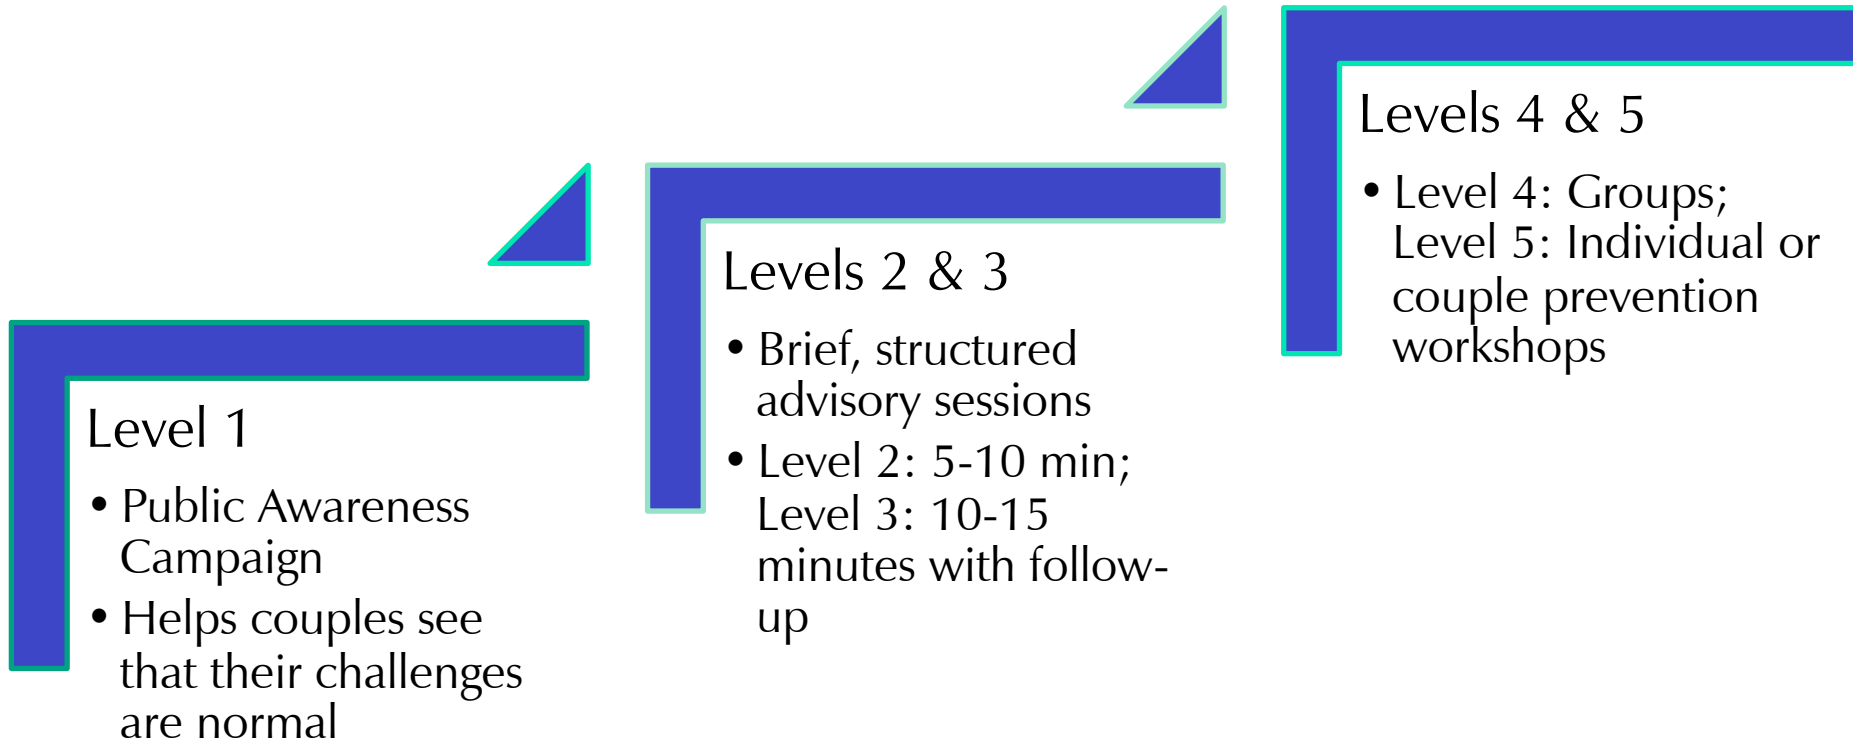 Level 1
• Public Awareness
Campaign
• Helps couples see
that their challenges
are normal
Levels 2 & 3
• Brief, structured
advisory sessions
• Level 2: 5-10 min;
Level 3: 10-15
minutes with follow-
up
Levels 4 & 5
• Level 4: Groups;
Level 5: Individual or
couple prevention
workshops